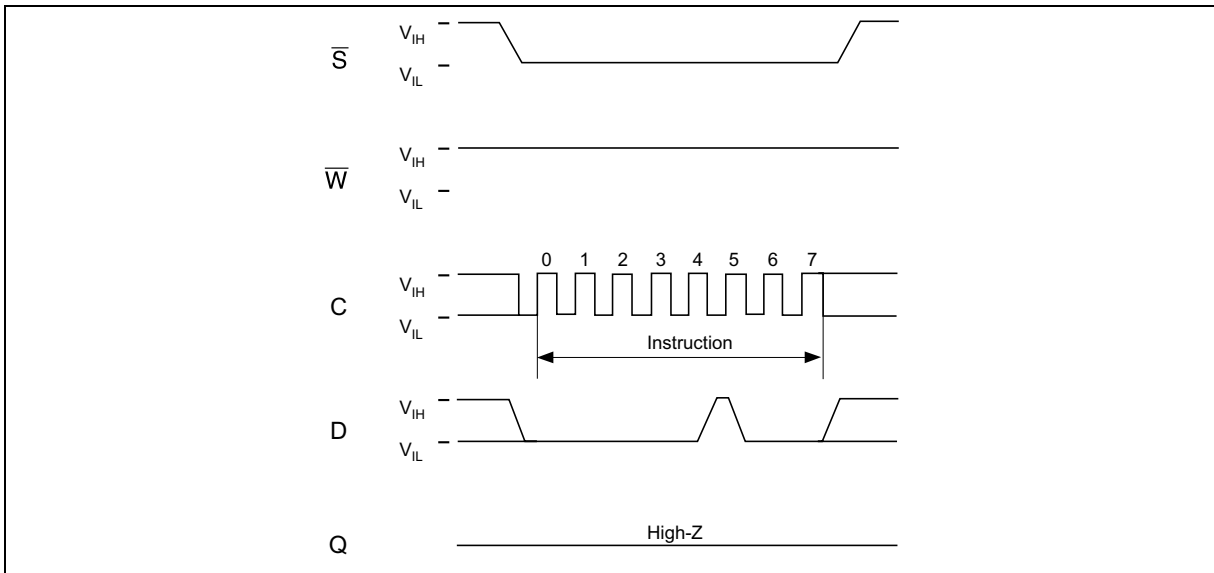 V_IH
S̅
V_IL
V_IH
W̅
V_IL
0 1 2 3 4 5 6 7
V_IH
C
V_IL
Instruction
V_IH
D
V_IL
High-Z
Q